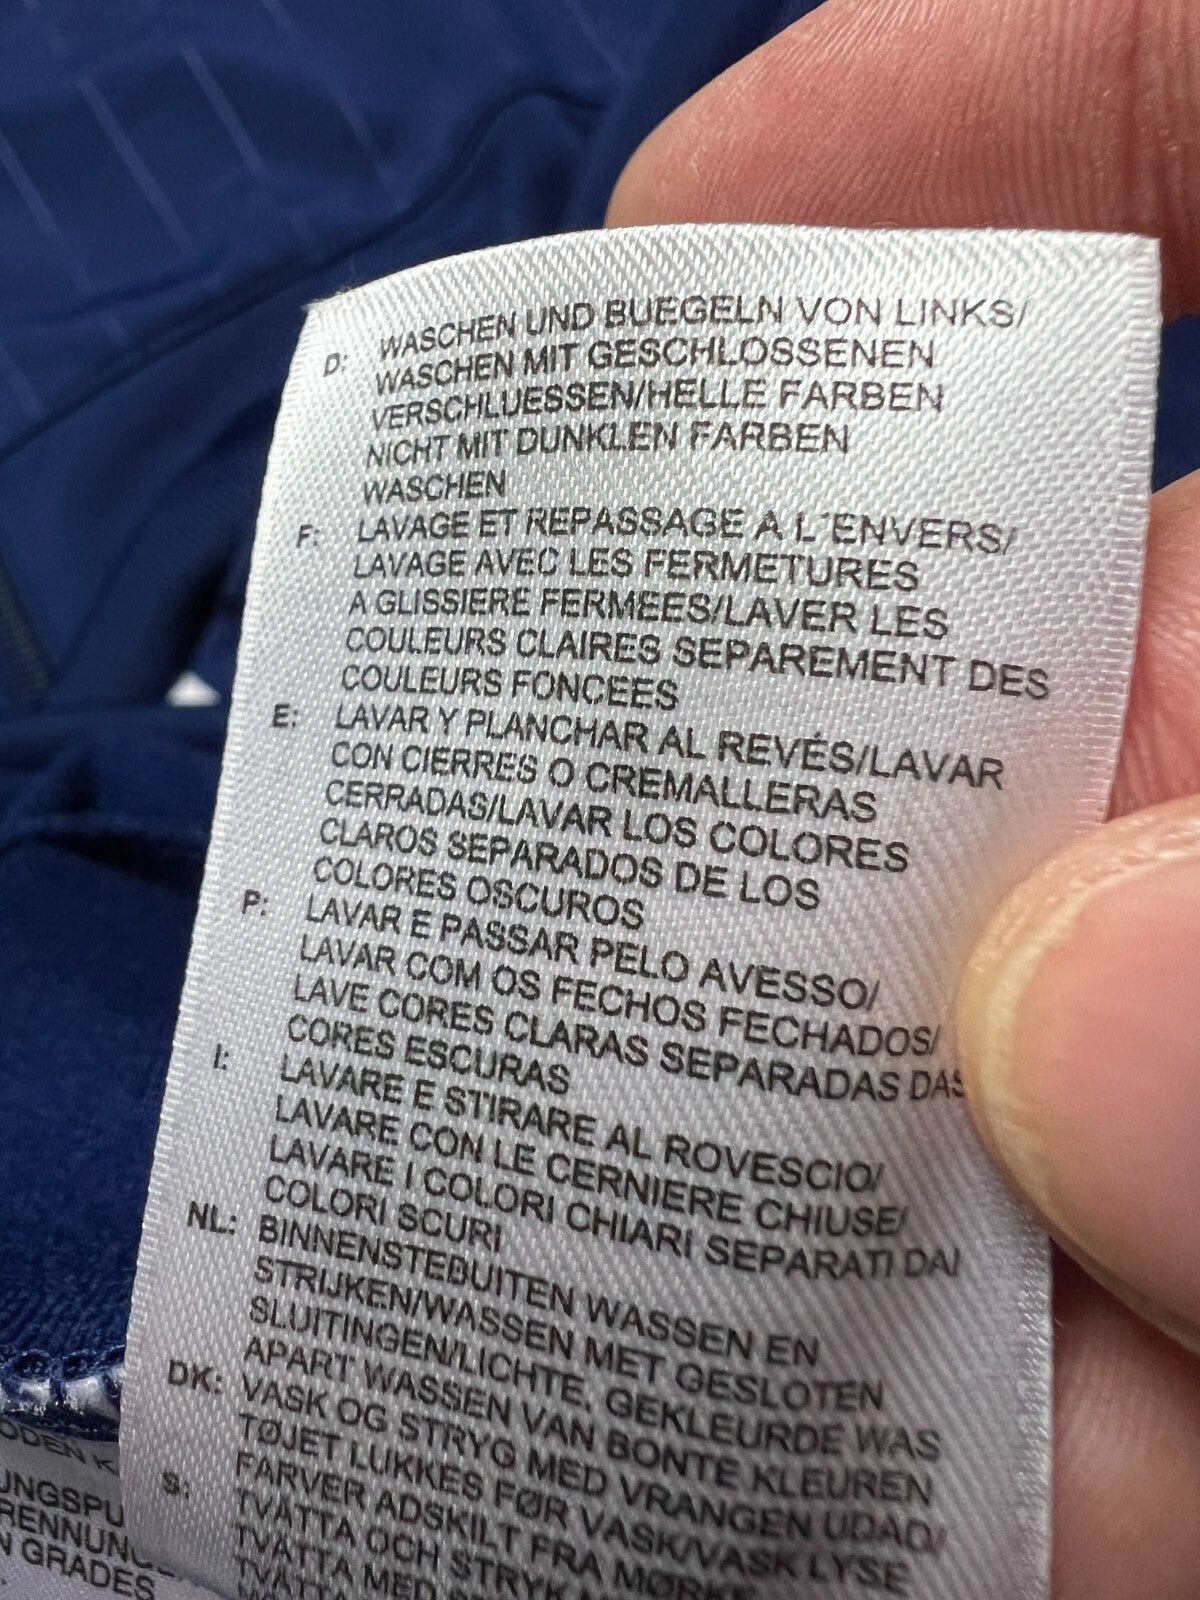 D: WASCHEN UND BUEGELN VON LINKS/
WASCHEN MIT GESCHLOSSENEN
VERSCHLUESSEN/HELLE FARBEN
NICHT MIT DUNKLEN FARBEN
WASCHEN
F: LAVAGE ET REPASSAGE A L'ENVERS/
LAVAGE AVEC LES FERMETURES
A GLISSIERE FERMEES/LAVER LES
COULEURS CLAIRES SEPAREMENT DES
COULEURS FONCEES
E: LAVAR Y PLANCHAR AL REVÉS/LAVAR
CON CIERRES O CREMALLERAS
CERRADAS/LAVAR LOS COLORES
CLAROS SEPARADOS DE LOS
COLORES OSCUROS
P: LAVAR E PASSAR PELO AVESSO/
LAVAR COM OS FECHOS FECHADOS/
LAVE CORES CLARAS SEPARADAS DAS
CORES ESCURAS
I: LAVARE E STIRARE AL ROVESCIO/
LAVARE CON LE CERNIERE CHIUSE/
LAVARE I COLORI CHIARI SEPARATI DAI
COLORI SCURI
NL: BINNENSTEBUITEN WASSEN EN
STRIJKEN/WASSEN MET GESLOTEN
SLUITINGEN/LICHTE, GEKLEURDE WAS
APART WASSEN VAN BONTE KLEUREN
DK: VASK OG STRYG MED VRANGEN UDAD/
TØJET LUKKES FØR VASK/VASK LYSE
FARVER ADSKILT FRA
S: TVÄTTA OCH
TVÄTTA MED
GRADES